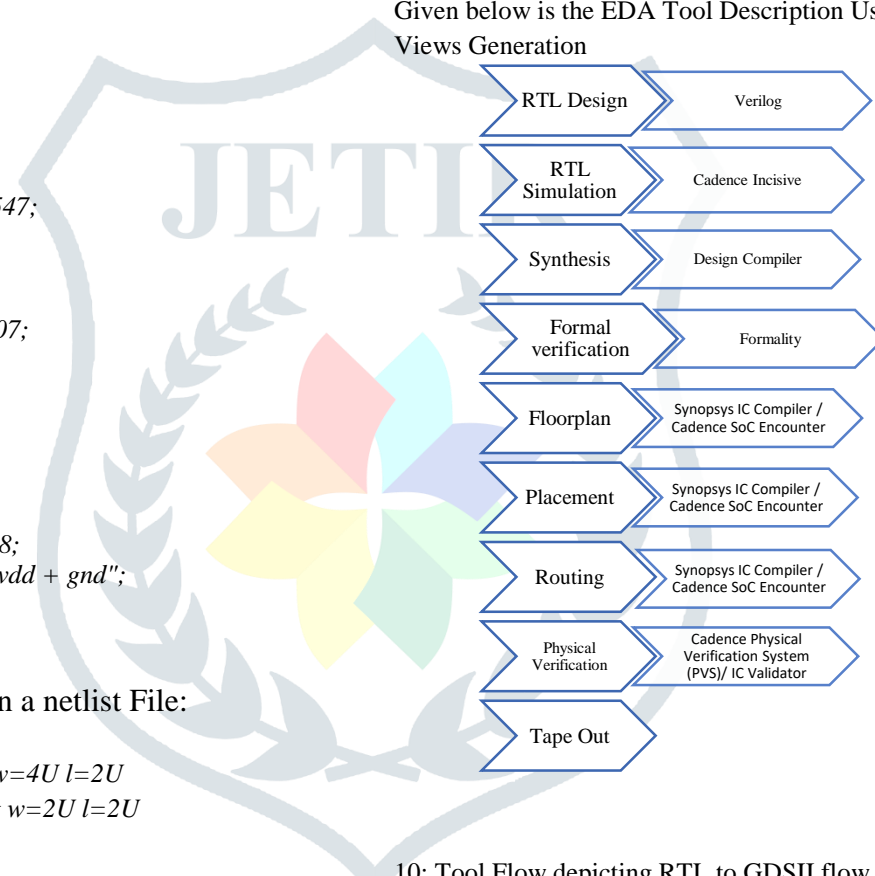 547;
07;
8;
vdd + gnd";
n a netlist File:
w=4U l=2U
w=2U l=2U
Given below is the EDA Tool Description
Views Generation
RTL Design
Verilog
RTL
Simulation
Cadence Incisive
Synthesis
Design Compiler
Formal
verification
Formality
Floorplan
Synopsys IC Compiler /
Cadence SoC Encounter
Placement
Synopsys IC Compiler /
Cadence SoC Encounter
Routing
Synopsys IC Compiler /
Cadence SoC Encounter
Physical
Verification
Cadence Physical
Verification System
(PVS)/ IC Validator
Tape Out
10: Tool Flow depicting RTL to GDSII flow
JETIR